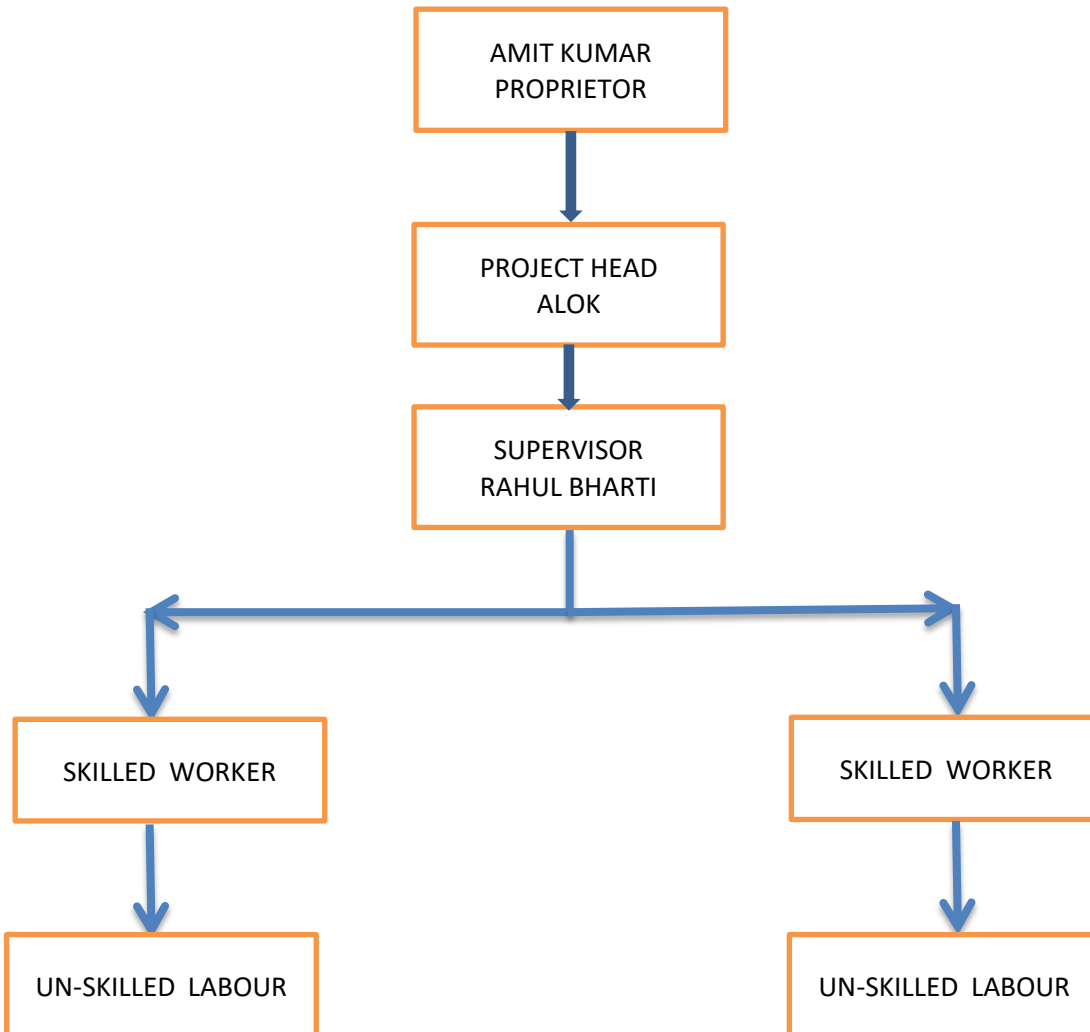 AMIT KUMAR
PROPRIETOR
PROJECT HEAD
ALOK
SUPERVISOR
RAHUL BHARTI
SKILLED WORKER
SKILLED WORKER
UN-SKILLED LABOUR
UN-SKILLED LABOUR